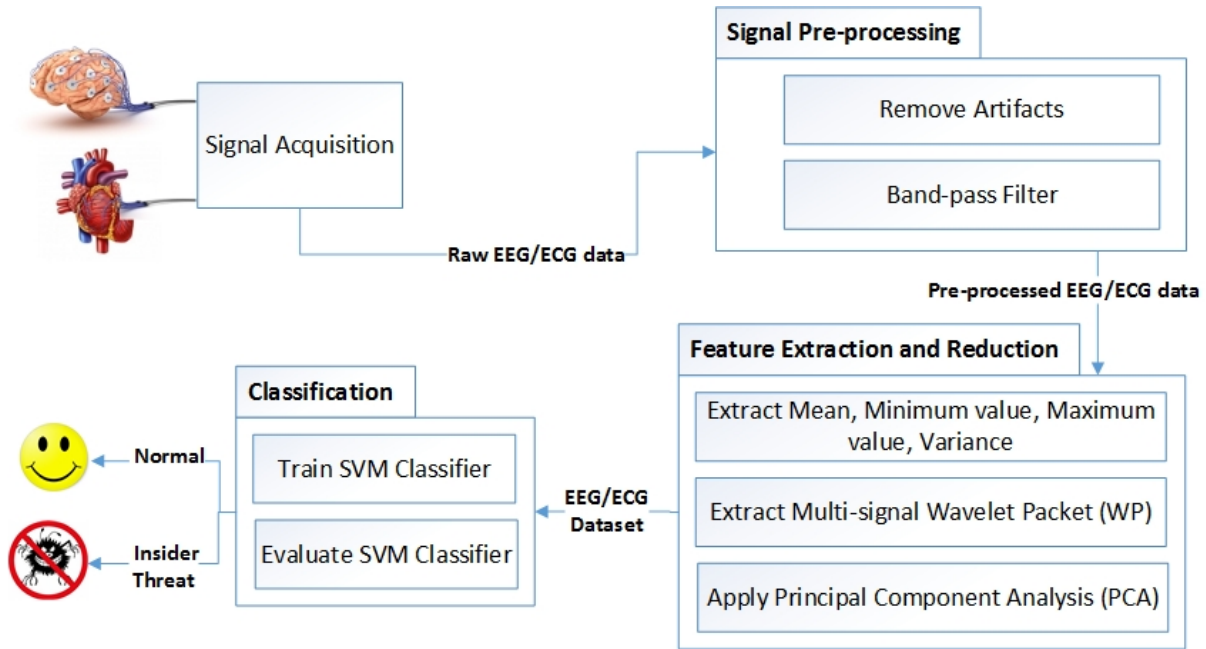 Signal Acquisition
Raw EEG/ECG data
Signal Pre-processing
Remove Artifacts
Band-pass Filter
Pre-processed EEG/ECG data
Feature Extraction and Reduction
Extract Mean, Minimum value, Maximum
value, Variance
Extract Multi-signal Wavelet Packet (WP)
Apply Principal Component Analysis (PCA)
EEG/ECG
Dataset
Classification
Train SVM Classifier
Evaluate SVM Classifier
Normal
Insider
Threat